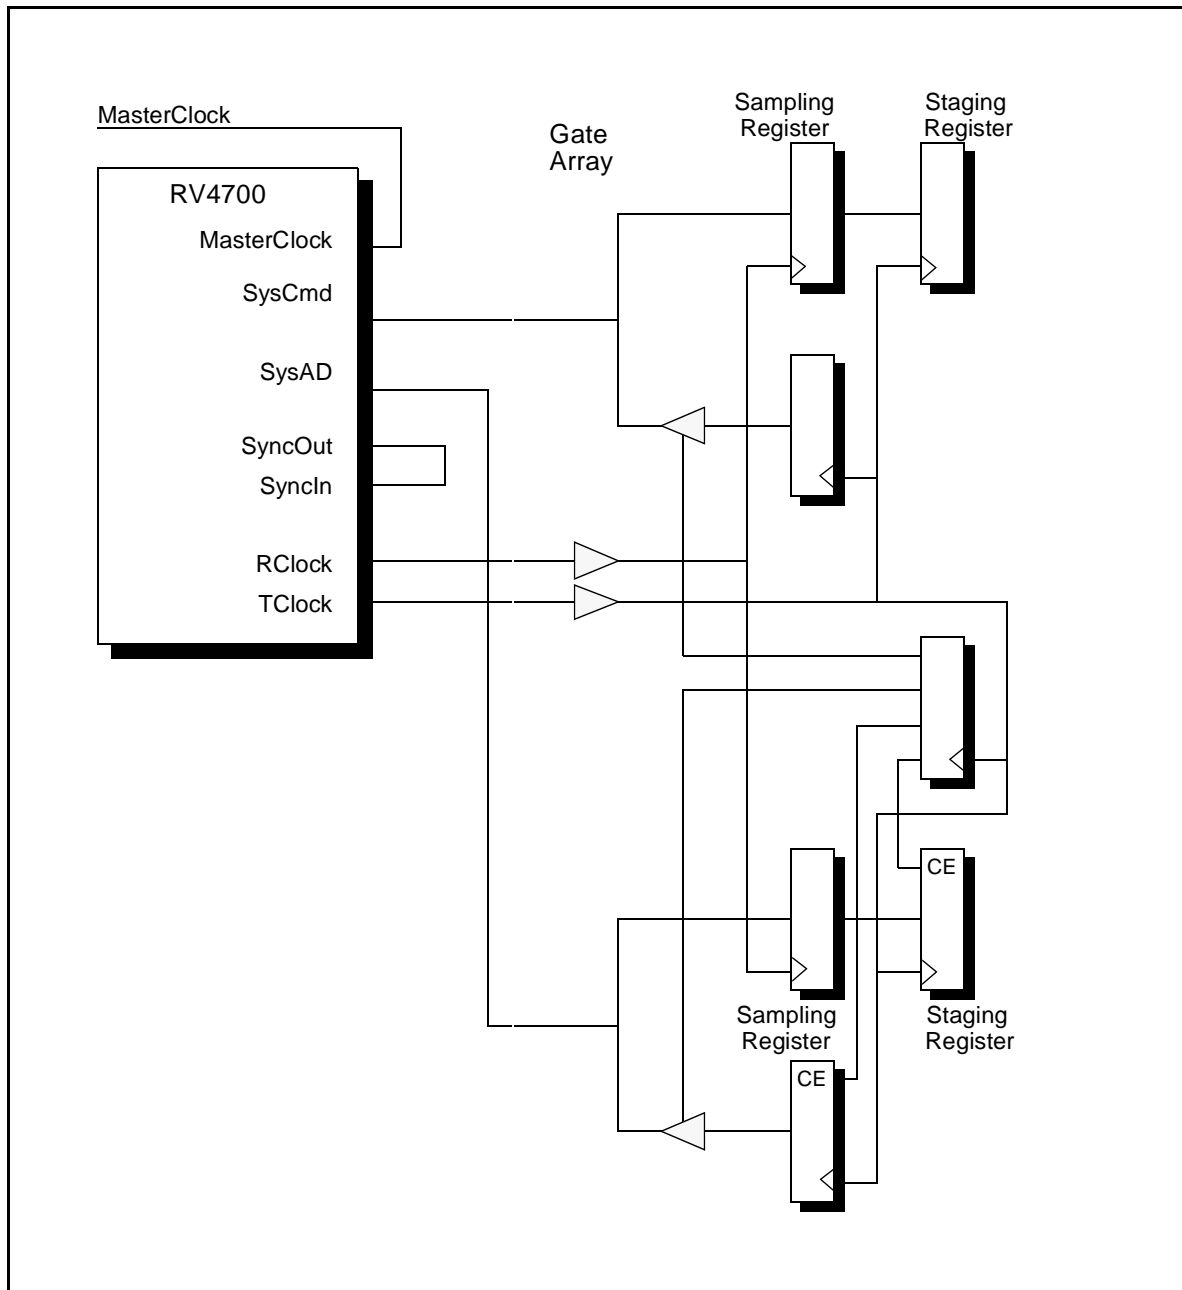 MasterClock
Sampling
Register
Staging
Register
Gate
Array
RV4700
MasterClock
SysCmd
SysAD
SyncOut
SyncIn
RClock
TClock
CE
Sampling
Register
Staging
Register
CE